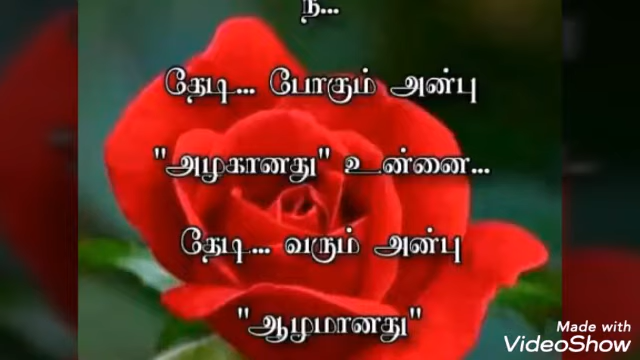 நீ...
தேடி... போகும் அன்பு
"அழகானது" உன்னை...
தேடி... வரும் அன்பு
"ஆழமானது"
Made with
VideoShow